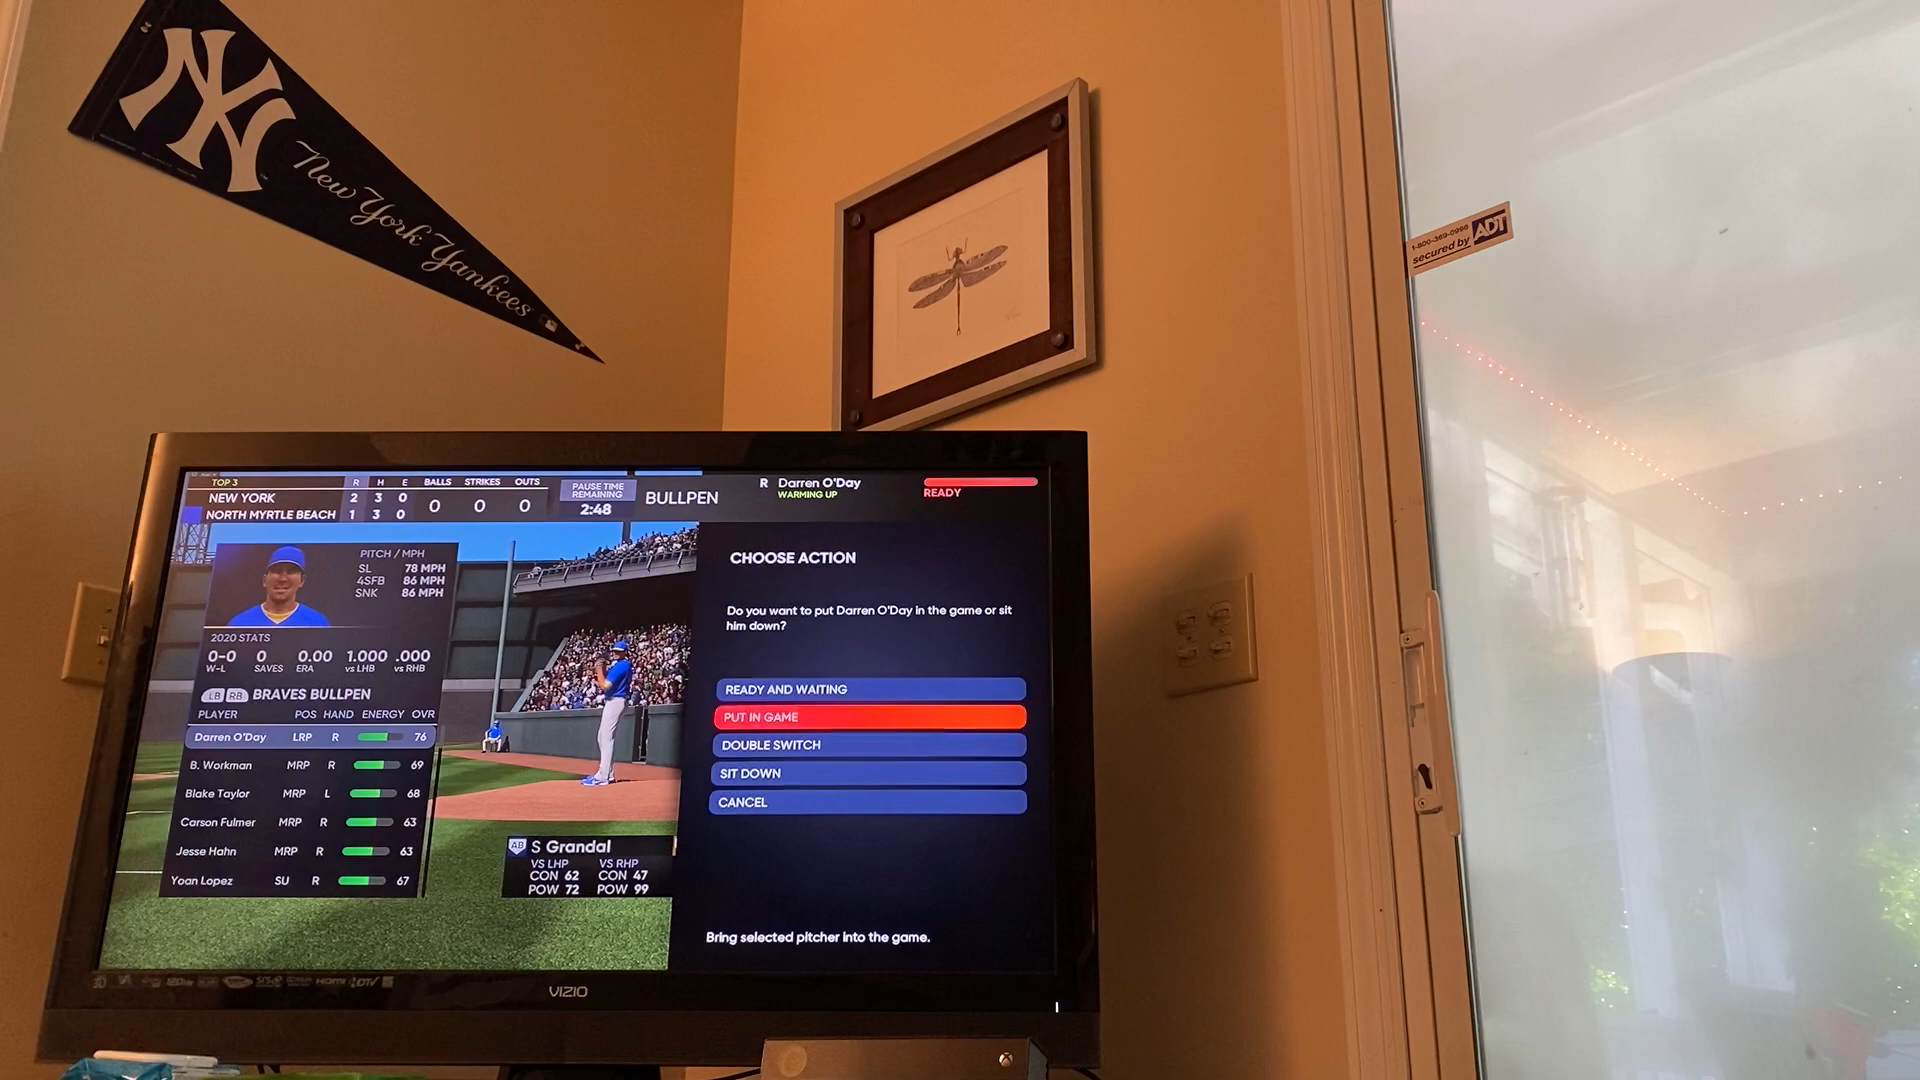 NY
New York Yankees
1-800-369-0996
secured by ADT
TOP 3 R H E BALLS STRIKES OUTS
NEW YORK 2 3 0 0 0 0
NORTH MYRTLE BEACH 1 3 0
PAUSE TIME
REMAINING
2:48
BULLPEN
R Darren O'Day
WARMING UP
READY
PITCH / MPH
SL 78 MPH
4SFB 86 MPH
SNK 86 MPH
2020 STATS
0-0 0 0.00 1.000 .000
W-L SAVES ERA vs LHB vs RHB
LB RB BRAVES BULLPEN
PLAYER POS HAND ENERGY OVR
Darren O'Day LRP R 76
B. Workman MRP R 69
Blake Taylor MRP L 68
Carson Fulmer MRP R 63
Jesse Hahn MRP R 63
Yoan Lopez SU R 67
AB S Grandal
VS LHP VS RHP
CON 62 CON 47
POW 72 POW 99
CHOOSE ACTION
Do you want to put Darren O'Day in the game or sit
him down?
READY AND WAITING
PUT IN GAME
DOUBLE SWITCH
SIT DOWN
CANCEL
Bring selected pitcher into the game.
VIZIO
HDMI
HDTV